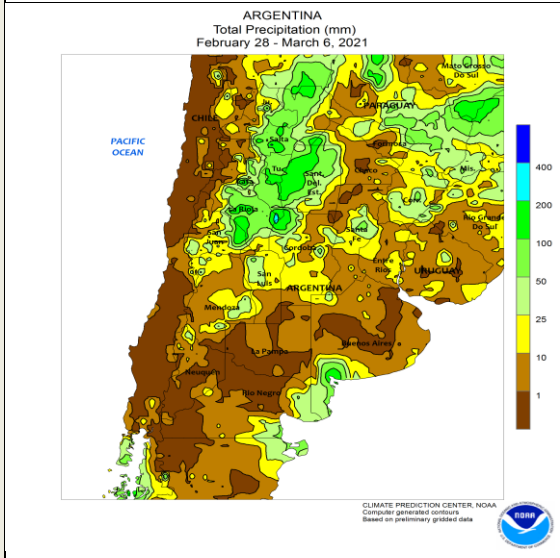 ARGENTINA
Total Precipitation (mm)
February 28 - March 6, 2021
Mato Grosso
Do Sul
PARAGUAY
CHILE
PACIFIC
OCEAN
Salta
Formosa
Tuc
Chaco
Mis.
Sant.
Del.
Est.
Cata
Corr.
La Rioja
Rio Grande
Do Sul
Santa
Fe
San
Juan
Cordoba
Entre
Rios
URUGUAY
San
Luis
ARGENTINA
Mendoza
Buenos Aires
La Pampa
Neuquen
Rio Negro
400
200
100
50
25
10
1
CLIMATE PREDICTION CENTER, NOAA
Computer generated contours
Based on preliminary gridded data
NOAA